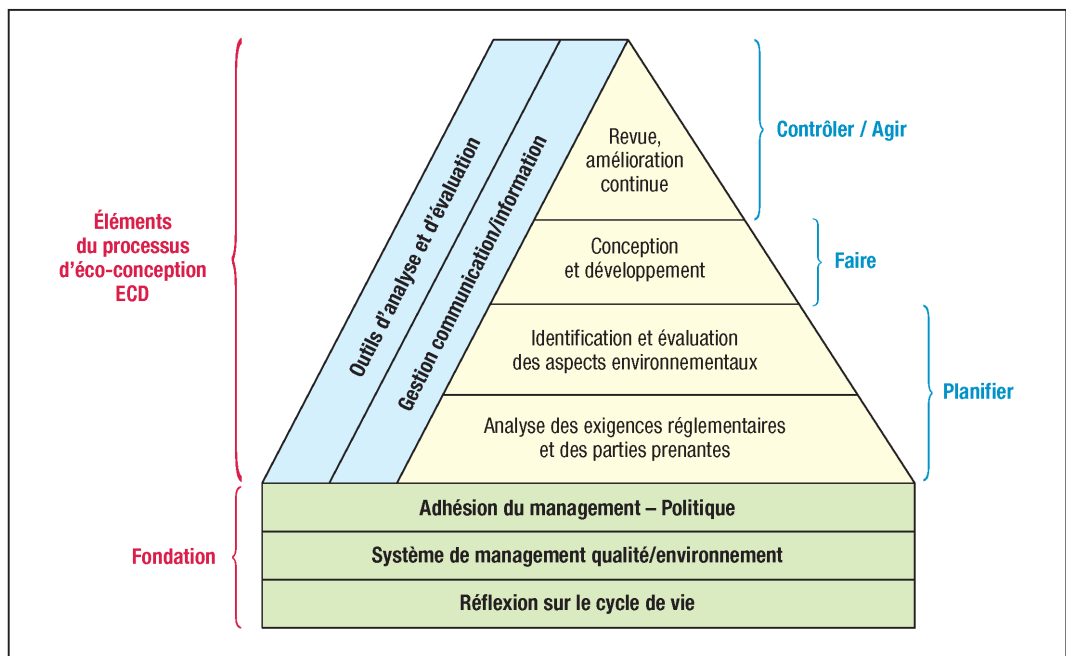 Éléments
du processus
d’éco-conception
ECD
Fondation
Outils d’analyse et d’évaluation
Gestion communication/information
Revue,
amélioration
continue
Conception
et développement
Identification et évaluation
des aspects environnementaux
Analyse des exigences réglementaires
et des parties prenantes
Adhésion du management – Politique
Système de management qualité/environnement
Réflexion sur le cycle de vie
Contrôler / Agir
Faire
Planifier